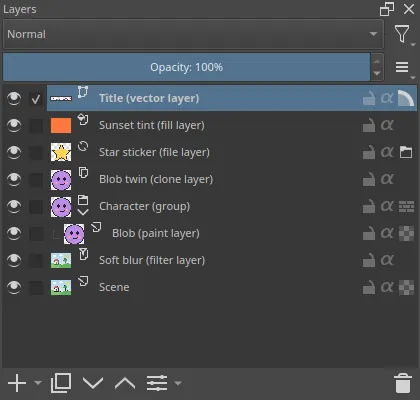 Layers
Normal
Opacity: 100%
Title (vector layer)
Sunset tint (fill layer)
Star sticker (file layer)
Blob twin (clone layer)
Character (group)
Blob (paint layer)
Soft blur (filter layer)
Scene